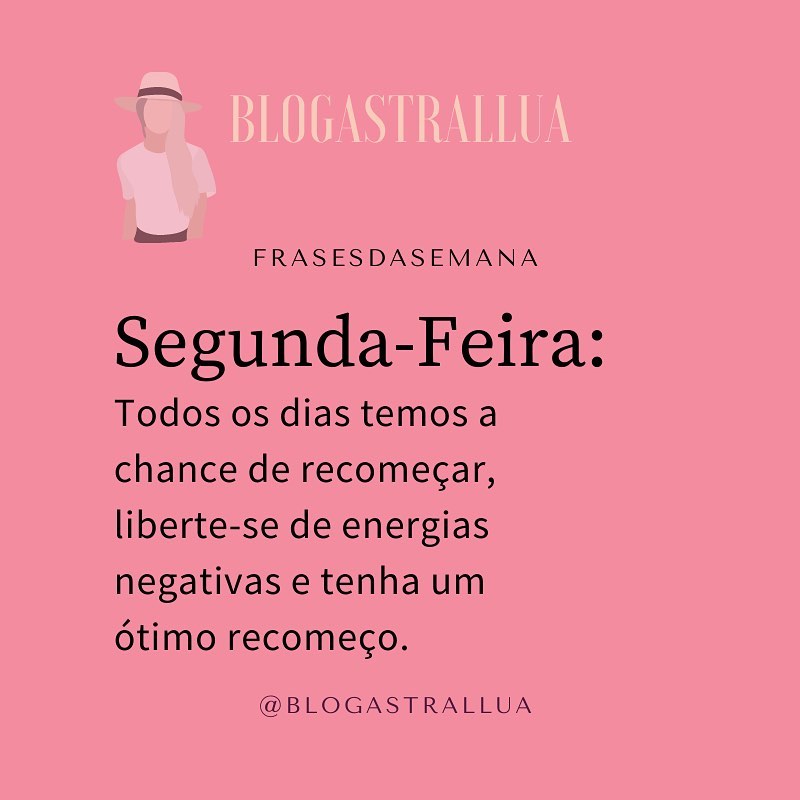 BLOGASTRALLUA
FRASESDASEMANA
Segunda-Feira:
Todos os dias temos a
chance de recomeçar,
liberte-se de energias
negativas e tenha um
ótimo recomeço.
@BLOGASTRALLUA